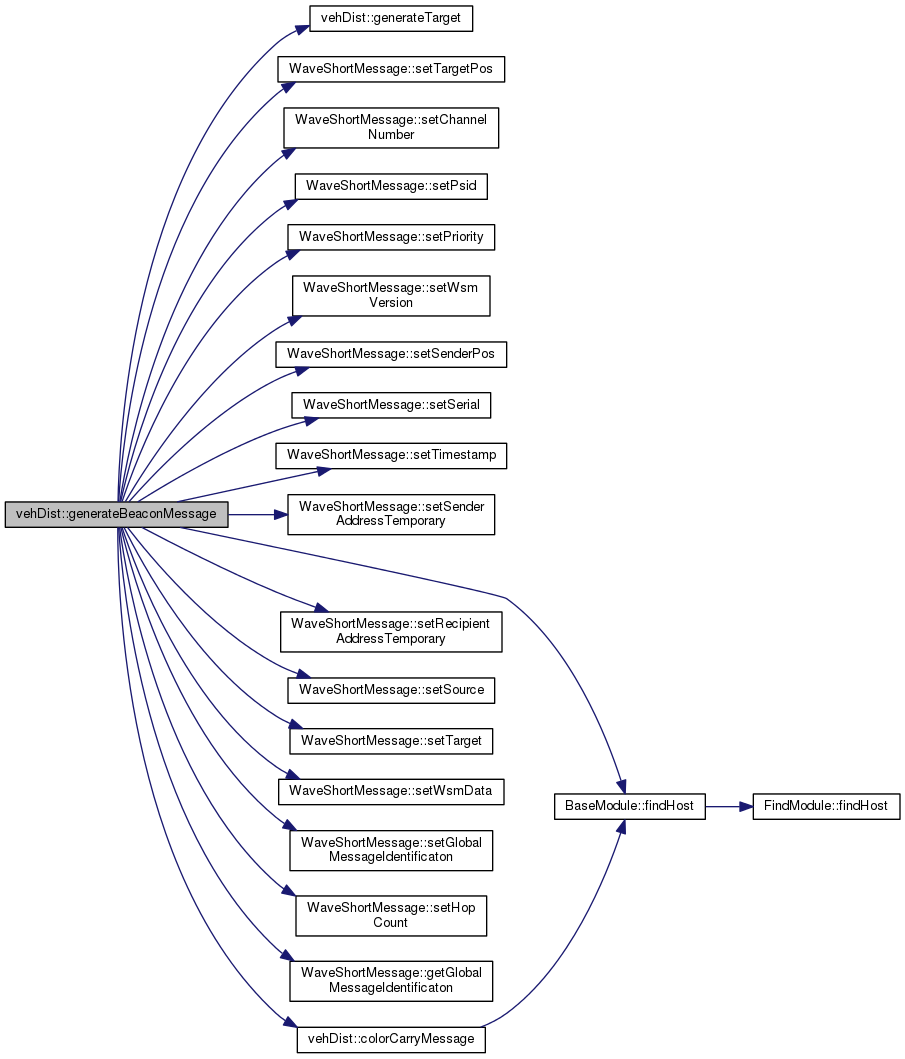 vehDist::generateTarget
WaveShortMessage::setTargetPos
WaveShortMessage::setChannel
Number
WaveShortMessage::setPsid
WaveShortMessage::setPriority
WaveShortMessage::setWsm
Version
WaveShortMessage::setSenderPos
WaveShortMessage::setSerial
WaveShortMessage::setTimestamp
vehDist::generateBeaconMessage
WaveShortMessage::setSender
AddressTemporary
WaveShortMessage::setRecipient
AddressTemporary
WaveShortMessage::setSource
WaveShortMessage::setTarget
WaveShortMessage::setWsmData
BaseModule::findHost
FindModule::findHost
WaveShortMessage::setGlobal
MessageIdentificaton
WaveShortMessage::setHop
Count
WaveShortMessage::getGlobal
MessageIdentificaton
vehDist::colorCarryMessage